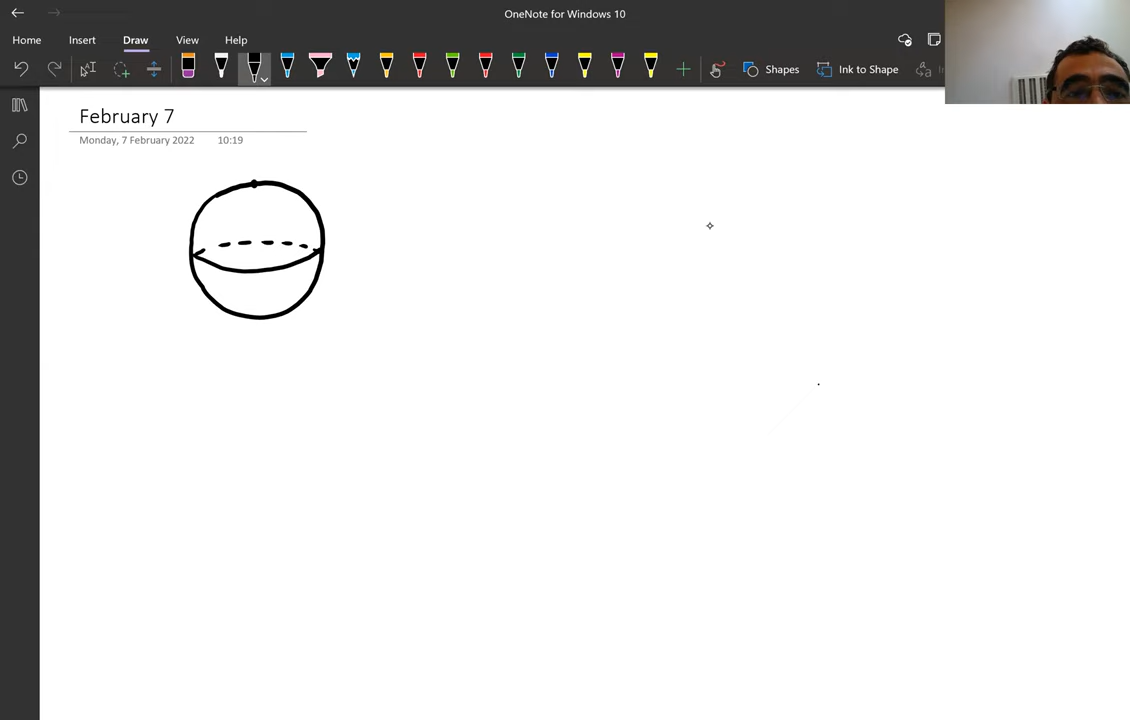 OneNote for Windows 10
Home Insert Draw View Help
Shapes Ink to Shape
February 7
Monday, 7 February 2022 10:19